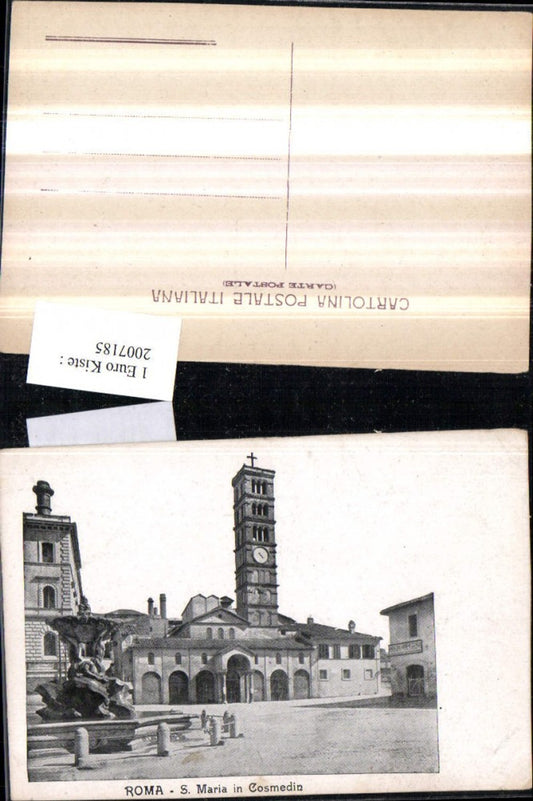 CARTOLINA POSTALE ITALIANA
(CARTE POSTALE)
1 Euro Kiste :
2007185
ROMA - S. Maria in Cosmedin